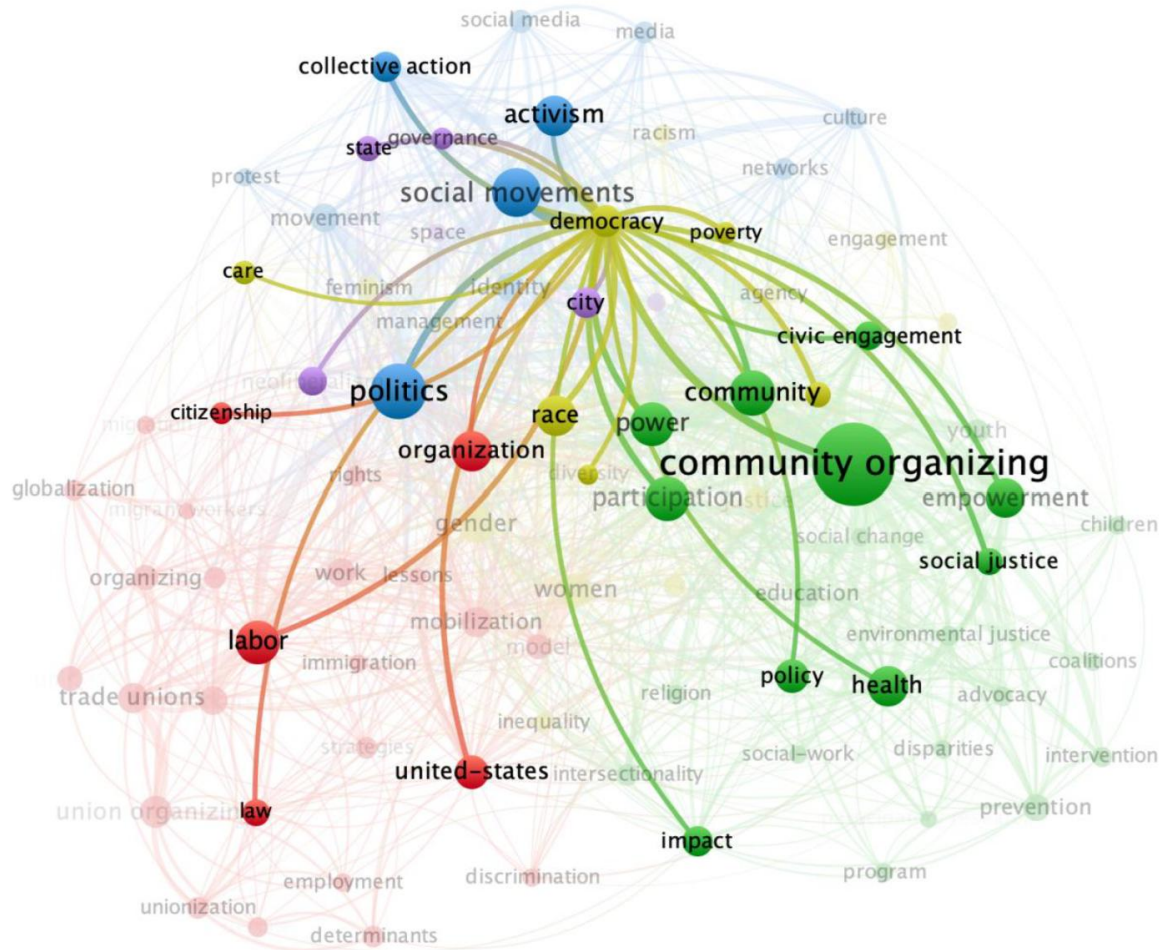 social media
media
collective action
activism
culture
racism
governance
state
networks
protest
social movements
movement
democracy
space
poverty
engagement
care
feminism
identity
agency
city
management
civic engagement
neoliberalism
politics
community
citizenship
race
power
organization
youth
community organizing
rights
diversity
globalization
participation
justice
empowerment
migrant workers
gender
children
social change
social justice
organizing
work
lessons
women
education
mobilization
environmental justice
labor
model
immigration
coalitions
policy
health
trade unions
religion
advocacy
inequality
strategies
social-work
disparities
intervention
united-states
intersectionality
union organizing
law
prevention
impact
program
employment
discrimination
unionization
determinants